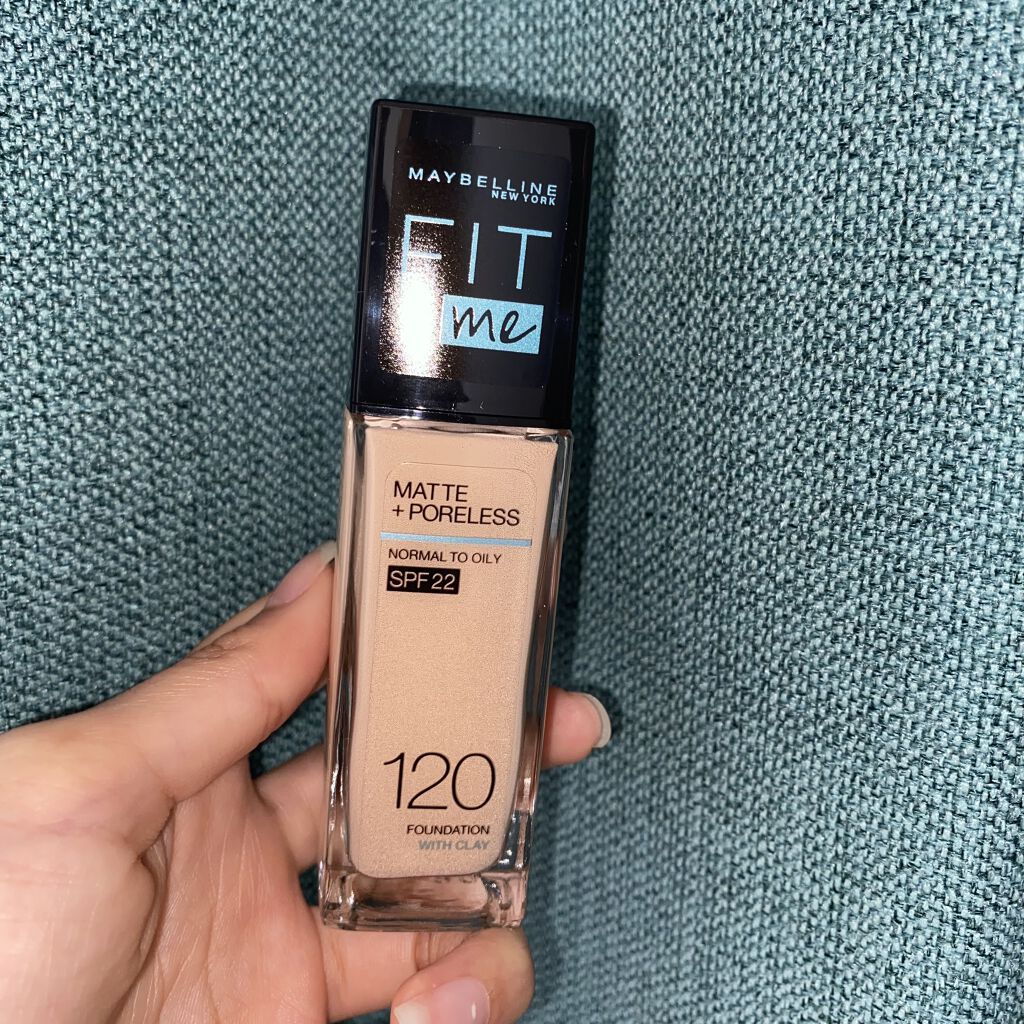 MAYBELLINE
NEW YORK
FIT
me
MATTE
+ PORELESS
NORMAL TO OILY
SPF 22
120
FOUNDATION
WITH CLAY